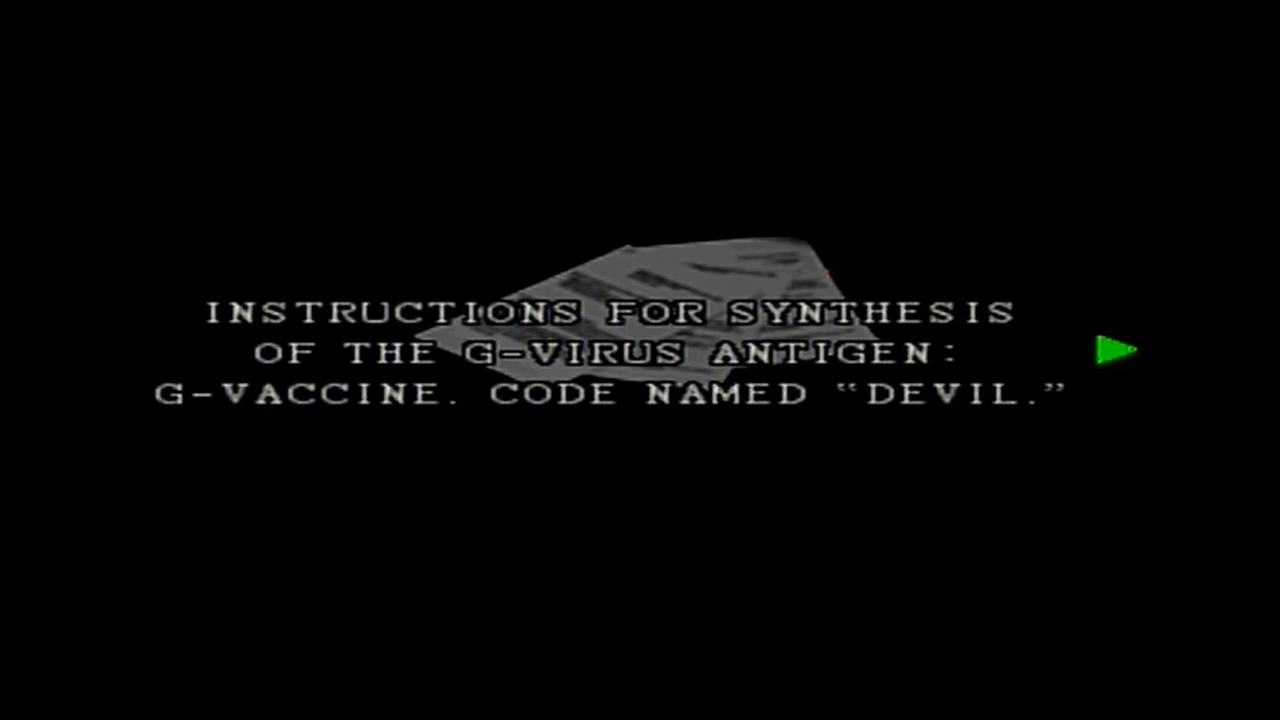 INSTRUCTIONS FOR SYNTHESIS
OF THE G-VIRUS ANTIGEN:
G-VACCINE. CODE NAMED “DEVIL.”